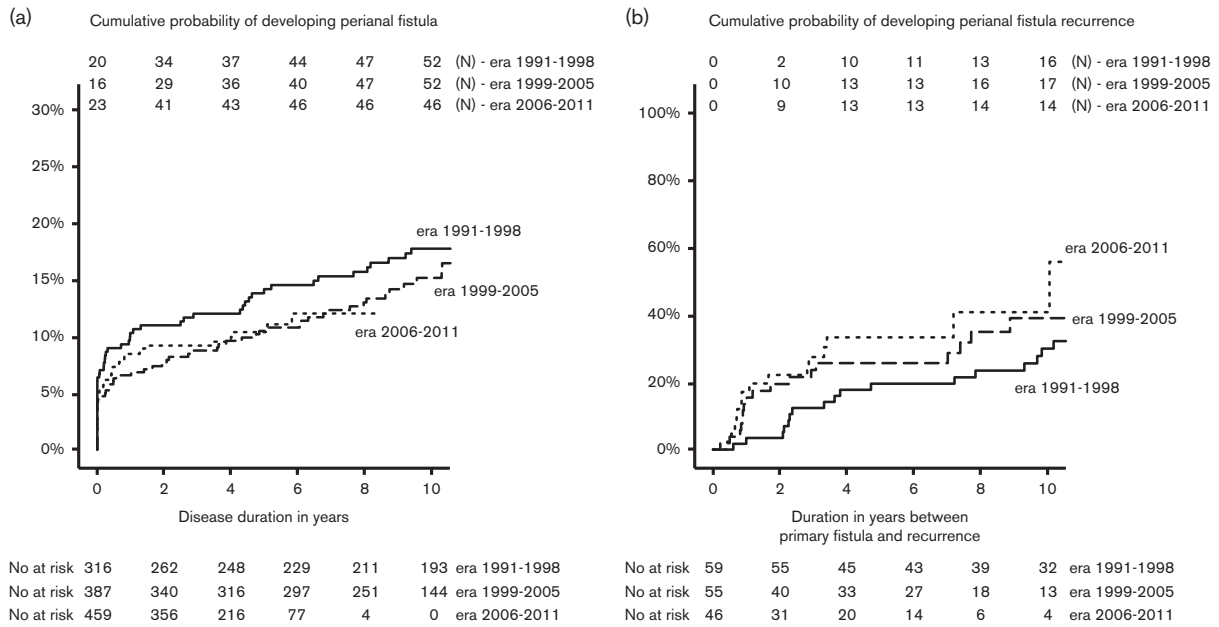 (a)
Cumulative probability of developing perianal fistula
20 34 37 44 47 52 (N) - era 1991-1998
16 29 36 40 47 52 (N) - era 1999-2005
23 41 43 46 46 46 (N) - era 2006-2011
30%
25%
20%
15%
10%
5%
0%
era 1991-1998
era 1999-2005
era 2006-2011
0 2 4 6 8 10
Disease duration in years
No at risk 316 262 248 229 211 193 era 1991-1998
No at risk 387 340 316 297 251 144 era 1999-2005
No at risk 459 356 216 77 4 0 era 2006-2011
(b)
Cumulative probability of developing perianal fistula recurrence
0 2 10 11 13 16 (N) - era 1991-1998
0 10 13 13 16 17 (N) - era 1999-2005
0 9 13 13 14 14 (N) - era 2006-2011
100%
80%
60%
40%
20%
0%
era 2006-2011
era 1999-2005
era 1991-1998
0 2 4 6 8 10
Duration in years between
primary fistula and recurrence
No at risk 59 55 45 43 39 32 era 1991-1998
No at risk 55 40 33 27 18 13 era 1999-2005
No at risk 46 31 20 14 6 4 era 2006-2011